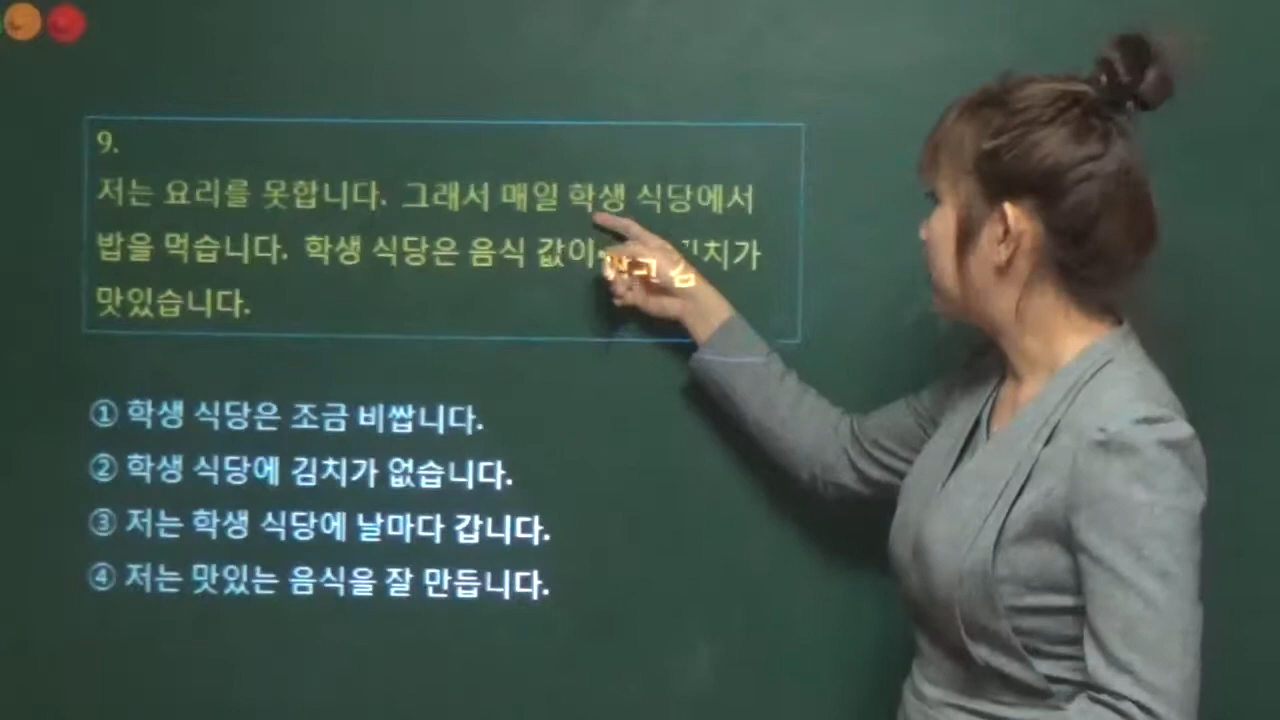 9.
저는 요리를 못합니다. 그래서 매일 학생 식당에서
밥을 먹습니다. 학생 식당은 음식 값이 김치가
맛있습니다.
① 학생 식당은 조금 비쌉니다.
② 학생 식당에 김치가 없습니다.
③ 저는 학생 식당에 날마다 갑니다.
④ 저는 맛있는 음식을 잘 만듭니다.